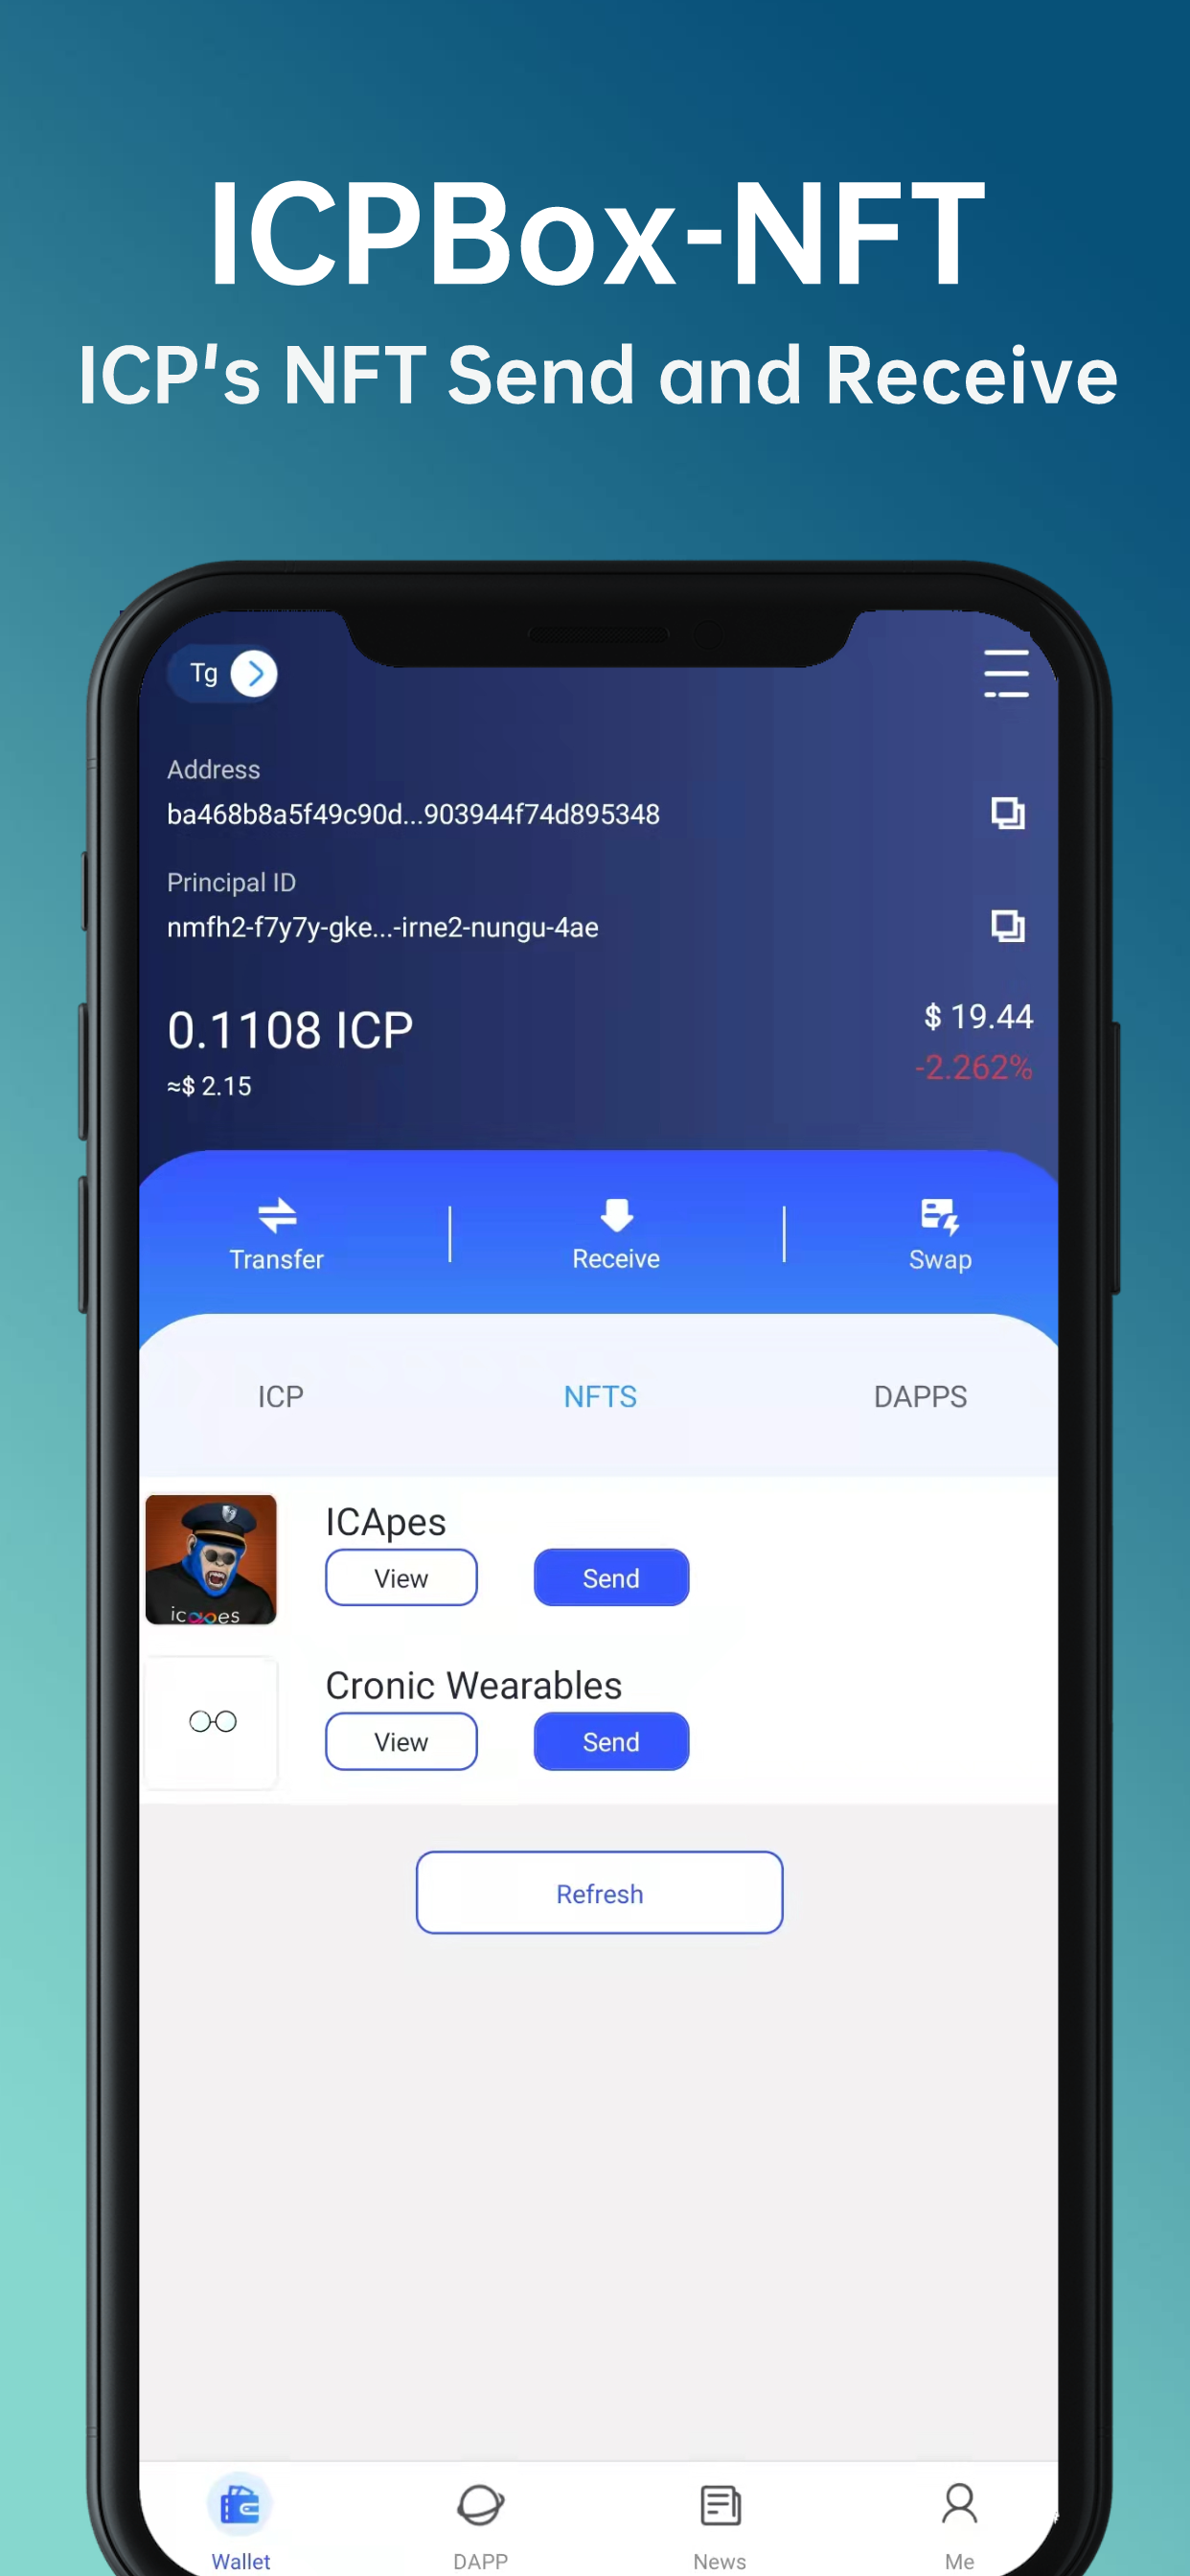 ICPBox-NFT
ICP's NFT Send and Receive
Tg
Address
ba468b8a5f49c90d...903944f74d895348
Principal ID
nmfh2-f7y7y-gke...-irne2-nungu-4ae
0.1108 ICP
$ 19.44
≈$ 2.15
-2.262%
Transfer
Receive
Swap
ICP
NFTS
DAPPS
ICApes
View
Send
icapes
Cronic Wearables
View
Send
Refresh
Wallet
DAPP
News
Me